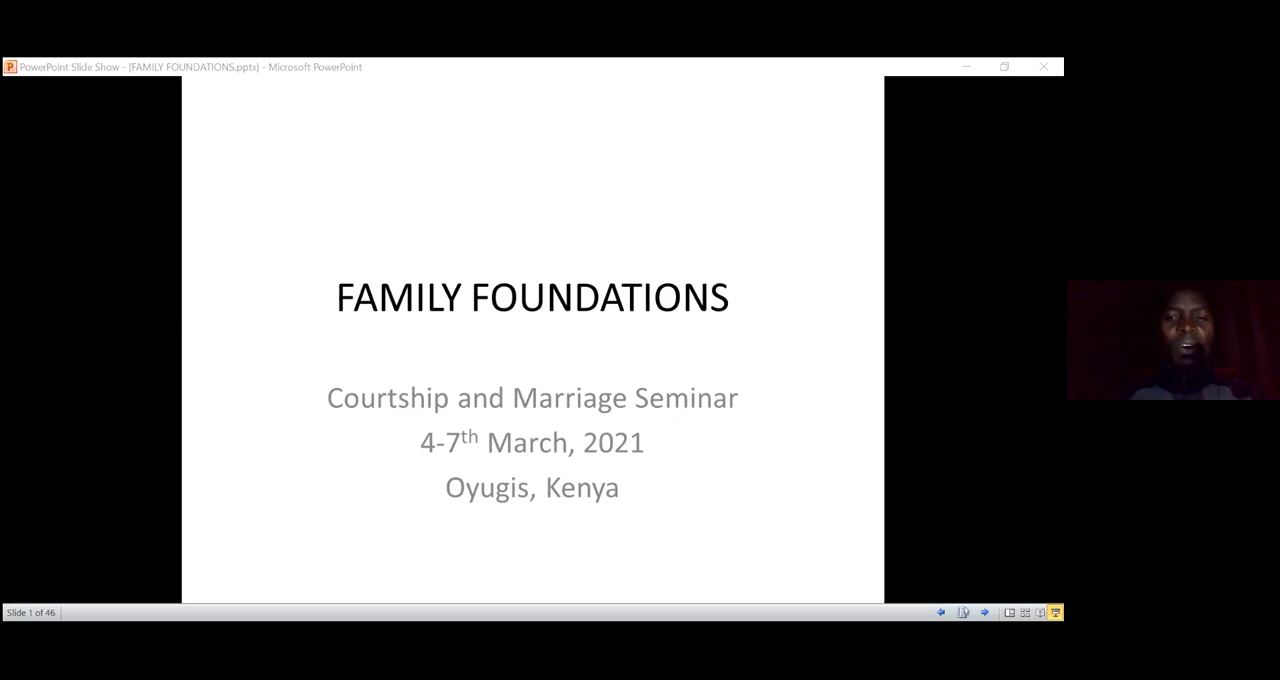 PowerPoint Slide Show - [FAMILY FOUNDATIONS.pptx] - Microsoft PowerPoint
FAMILY FOUNDATIONS
Courtship and Marriage Seminar
4-7th March, 2021
Oyugis, Kenya
Slide 1 of 46